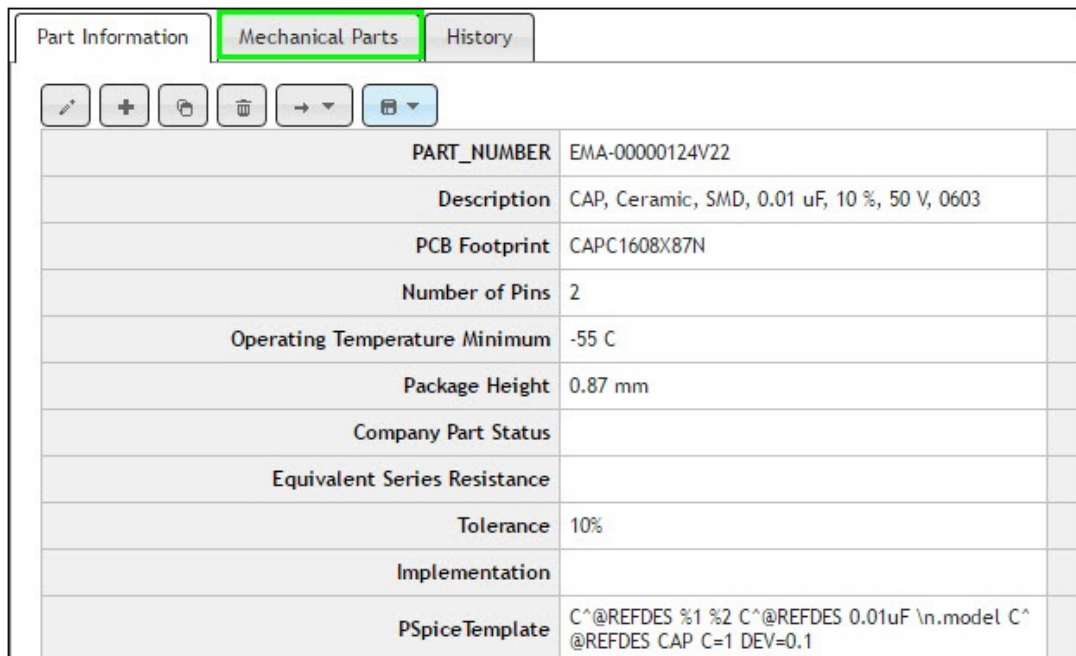 Part Information Mechanical Parts History
PART_NUMBER EMA-00000124V22
Description CAP, Ceramic, SMD, 0.01 uF, 10 %, 50 V, 0603
PCB Footprint CAPC1608X87N
Number of Pins 2
Operating Temperature Minimum -55 C
Package Height 0.87 mm
Company Part Status
Equivalent Series Resistance
Tolerance 10%
Implementation
PSpiceTemplate C^@REFDES %1 %2 C^@REFDES 0.01uF \n.model C^
@REFDES CAP C=1 DEV=0.1